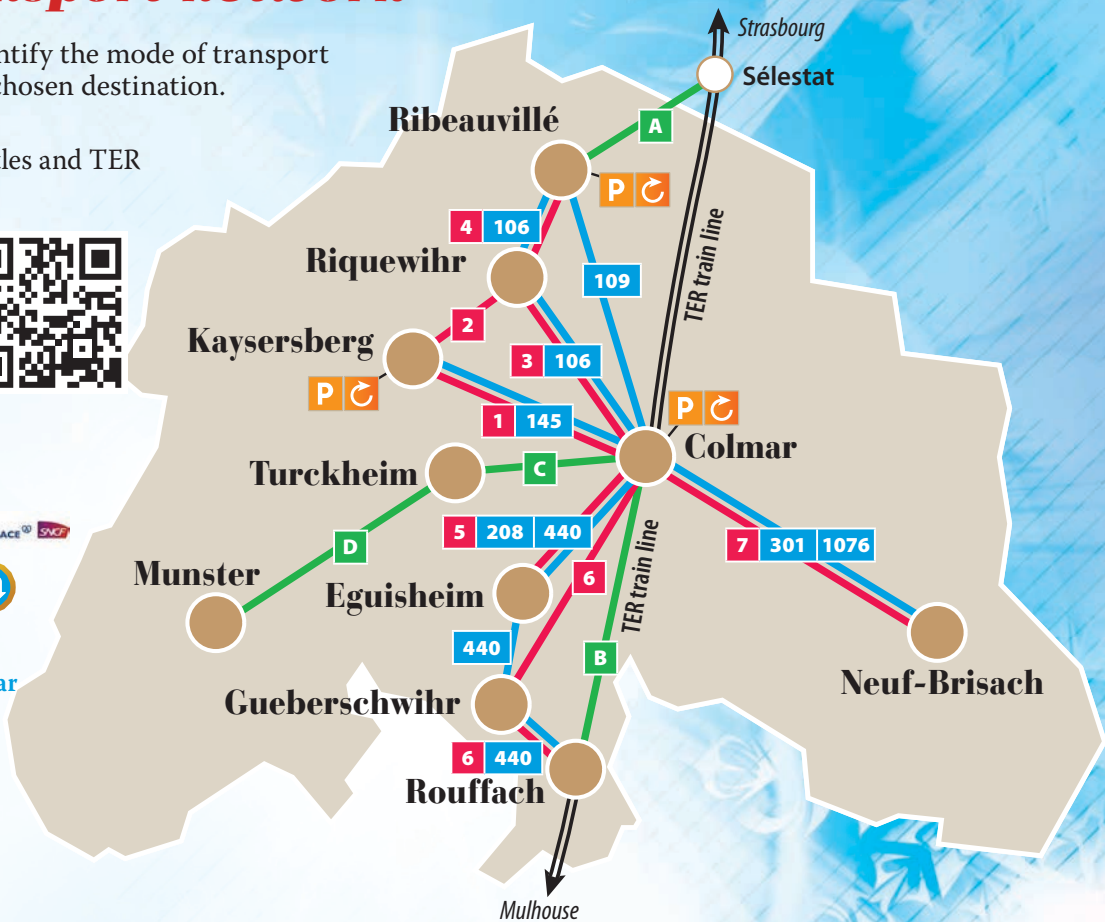 ntify the mode of transport
chosen destination.
tles and TER
Strasbourg
Sélestat
Ribeauvillé
A
P
4 106
Riquewihr
109
TER train line
2
Kaysersberg
3 106
P
P
1 145
Colmar
Turckheim
C
5 208 440
7 301 1076
D
Munster
6
Eguisheim
TER train line
440
B
Neuf-Brisach
Gueberschwihr
6 440
Rouffach
Mulhouse
ACE SNCF
ar